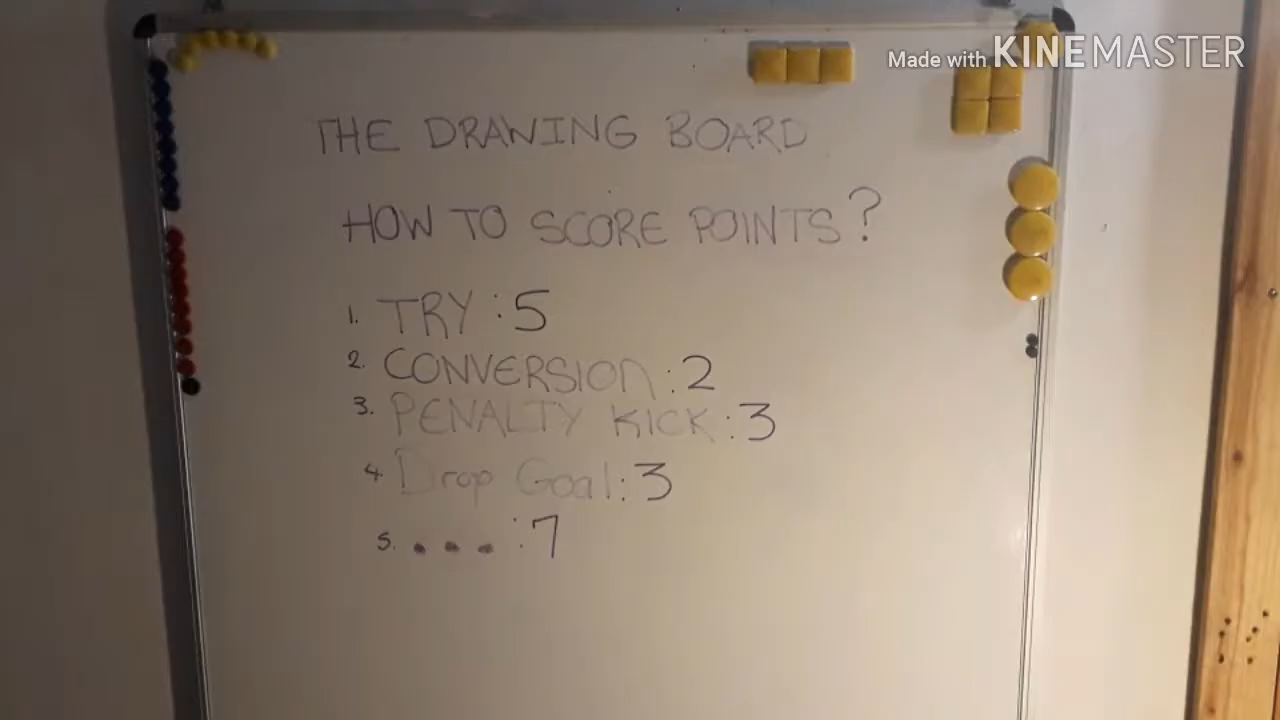 Made with KINEMASTER
THE DRAWING BOARD
HOW TO SCORE POINTS?
1. TRY : 5
2. CONVERSION : 2
3. PENALTY KICK : 3
4 Drop Goal : 3
5. . . . : 7